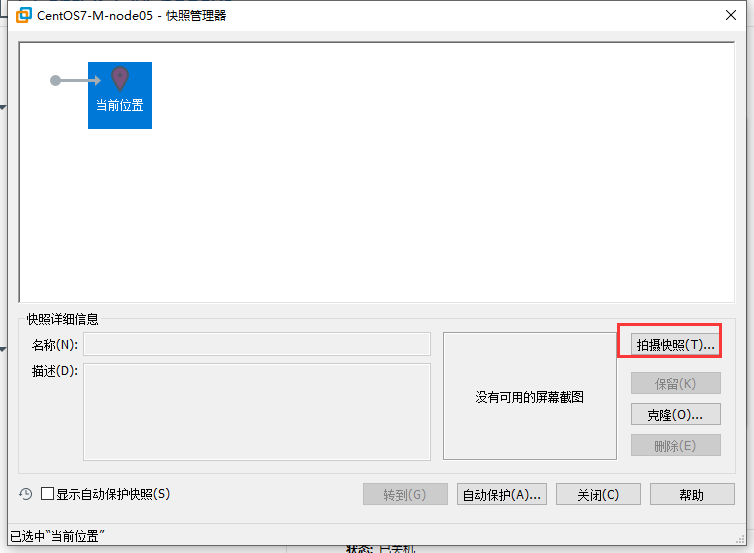 CentOS7-M-node05 - 快照管理器
当前位置
快照详细信息
名称(N):
描述(D):
没有可用的屏幕截图
拍摄快照(T)...
保留(K)
克隆(O)...
删除(E)
显示自动保护快照(S)
转到(G)
自动保护(A)...
关闭(C)
帮助
已选中"当前位置"
状态: 已关机